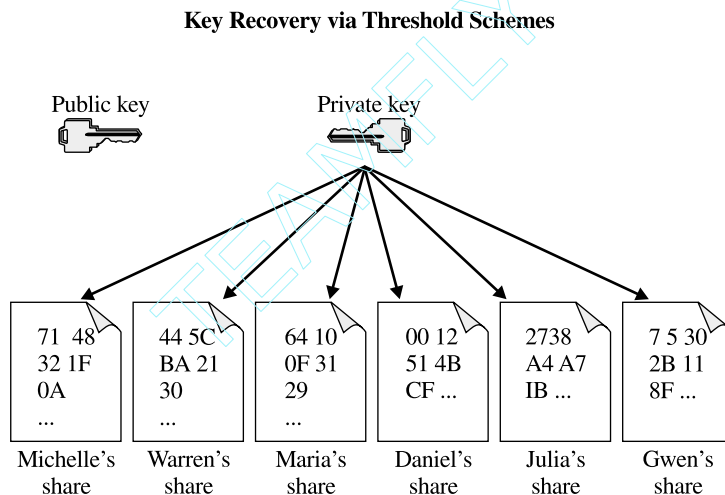 Key Recovery via Threshold Schemes
Public key
Private key
TEAMFLY
71 48
32 1F
0A
...
Michelle's
share
44 5C
BA 21
30
...
Warren's
share
64 10
0F 31
29
...
Maria's
share
00 12
51 4B
CF ...
Daniel's
share
2738
A4 A7
IB ...
Julia's
share
7 5 30
2B 11
8F ...
Gwen's
share